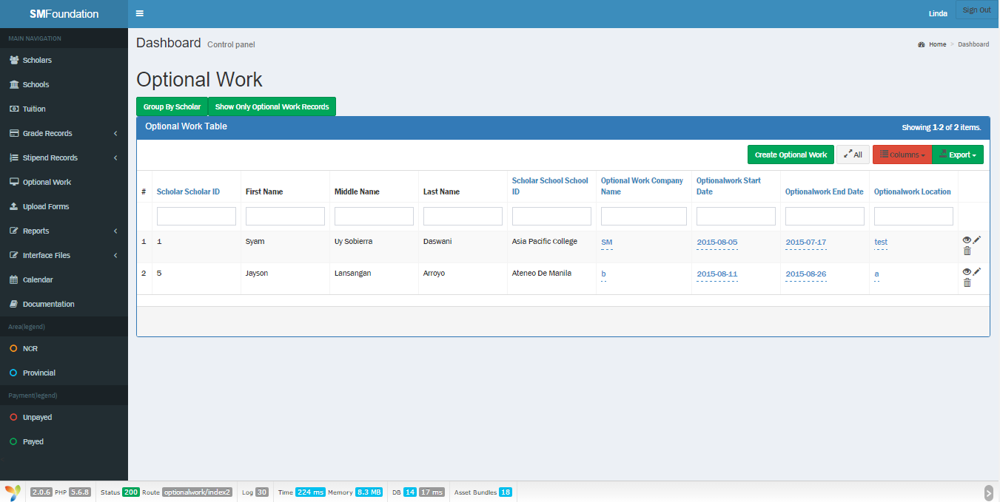 SMFoundation
Linda
Sign Out
MAIN NAVIGATION
Scholars
Schools
Tuition
Grade Records
Stipend Records
Optional Work
Upload Forms
Reports
Interface Files
Calendar
Documentation
Area(legend)
NCR
Provincial
Payment(legend)
Unpayed
Payed
Dashboard Control panel
Home > Dashboard
Optional Work
Group By Scholar Show Only Optional Work Records
Optional Work Table Showing 1-2 of 2 items.
Create Optional Work All Columns Export
# Scholar Scholar ID First Name Middle Name Last Name Scholar School School ID Optional Work Company Name Optionalwork Start Date Optionalwork End Date Optionalwork Location
1 1 Syam Uy Sobierra Daswani Asia Pacific College SM 2015-08-05 2015-07-17 test
2 5 Jayson Lansangan Arroyo Ateneo De Manila b 2015-08-11 2015-08-26 a
2.0.6 PHP 5.6.8 Status 200 Route optionalwork/index2 Log 30 Time 224 ms Memory 8.3 MB DB 14 17 ms Asset Bundles 18